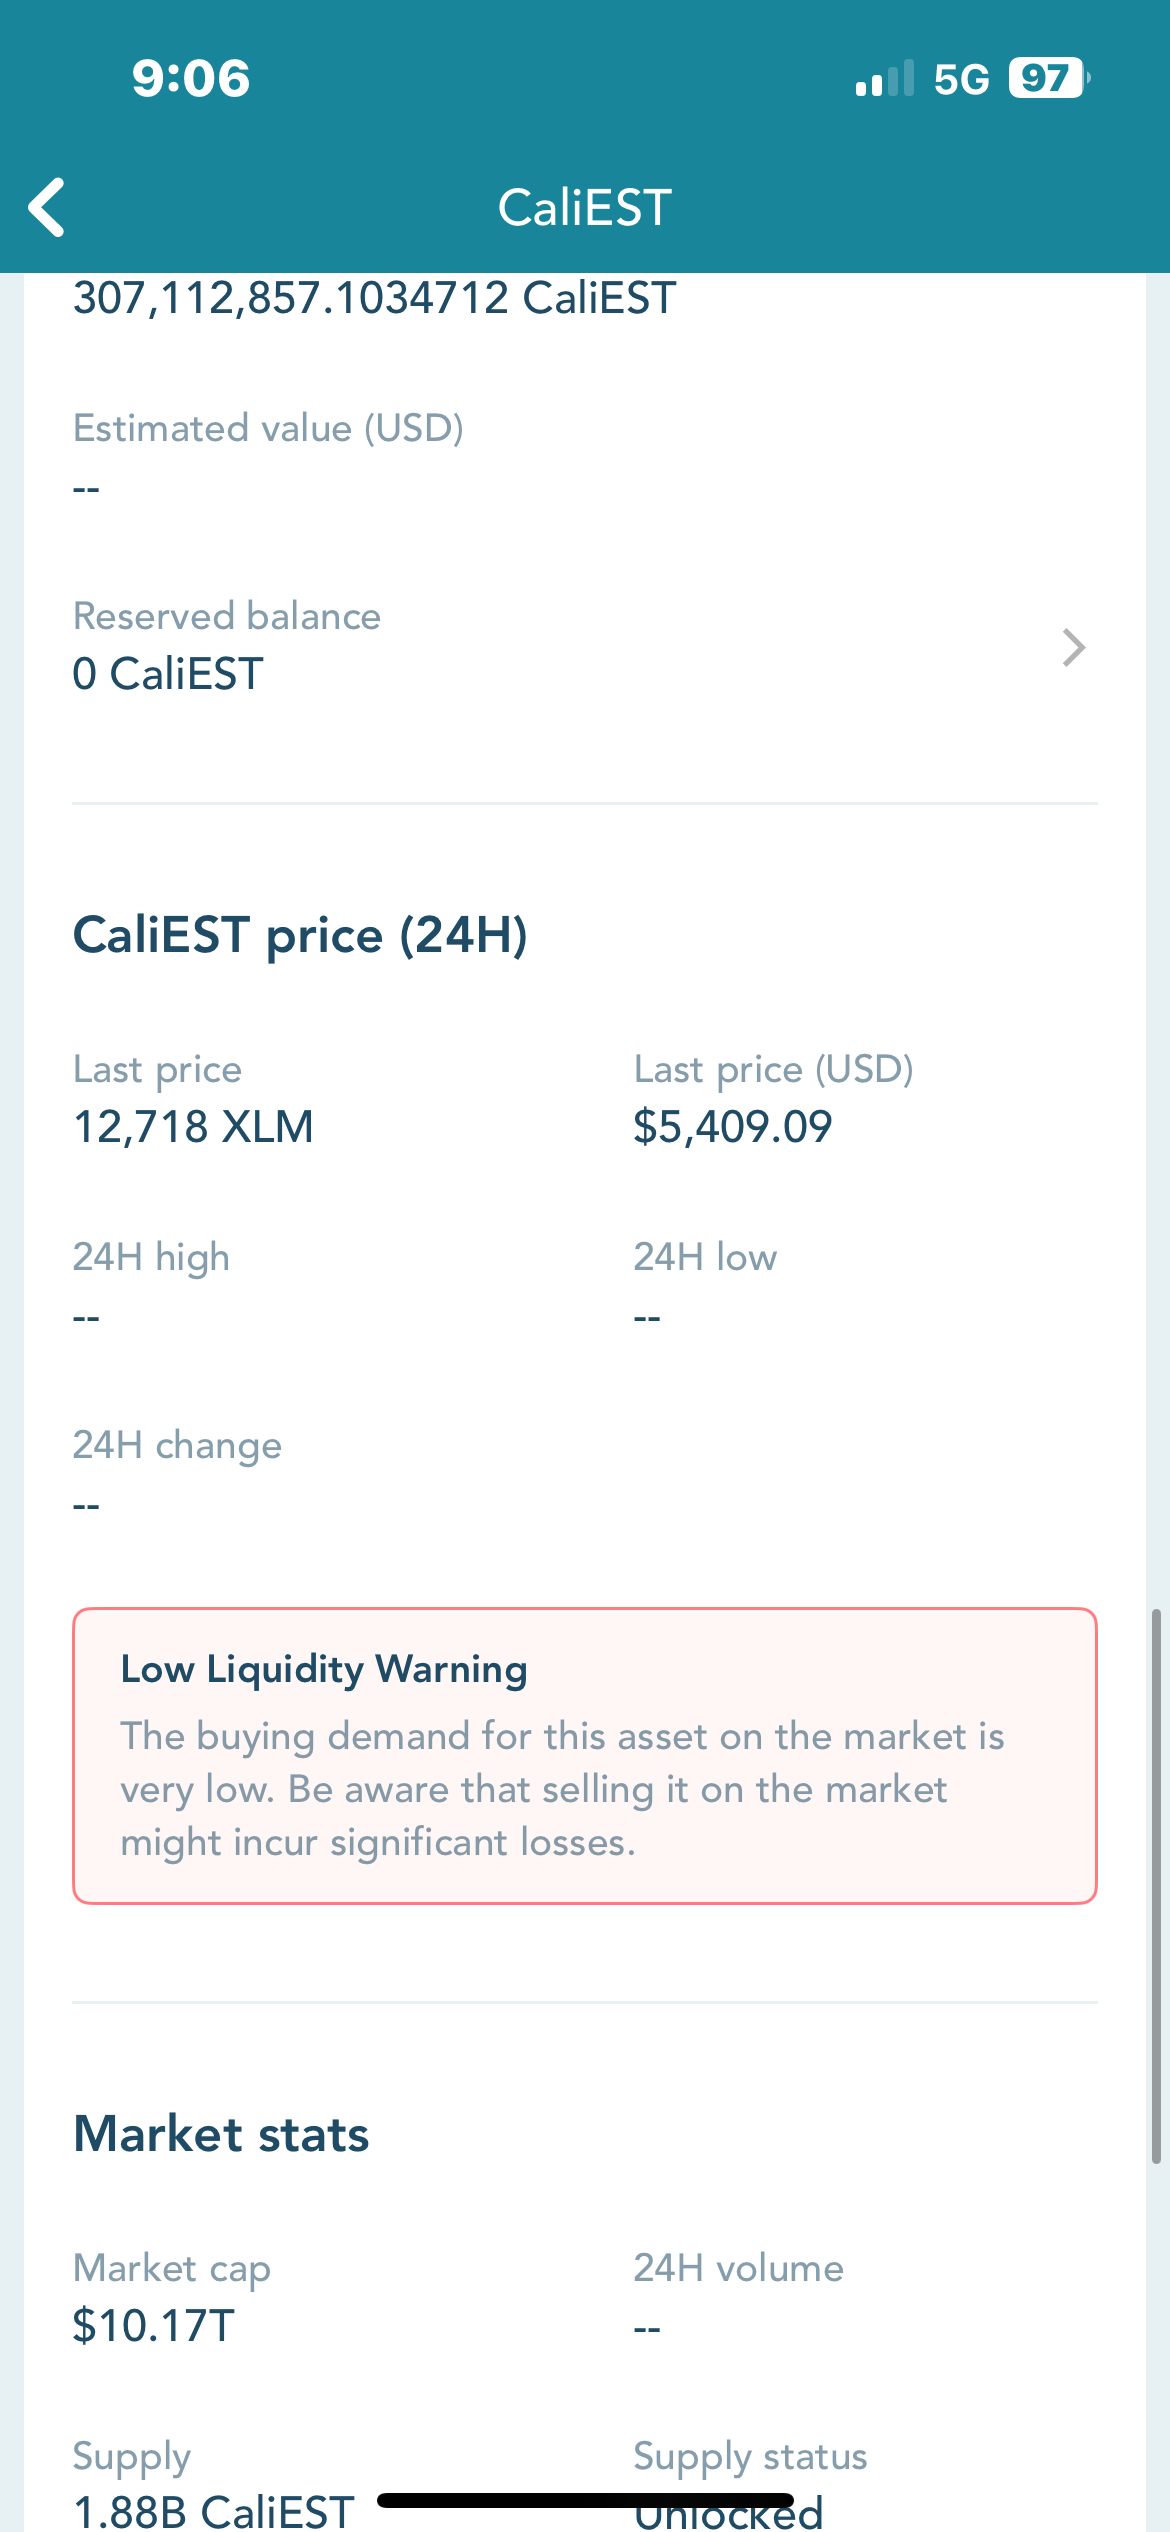 9:06
5G 97
CaliEST
307,112,857.1034712 CaliEST
Estimated value (USD)
--
Reserved balance
0 CaliEST
CaliEST price (24H)
Last price
12,718 XLM
Last price (USD)
$5,409.09
24H high
--
24H low
--
24H change
--
Low Liquidity Warning
The buying demand for this asset on the market is
very low. Be aware that selling it on the market
might incur significant losses.
Market stats
Market cap
$10.17T
24H volume
--
Supply
1.88B CaliEST
Supply status
Unlocked